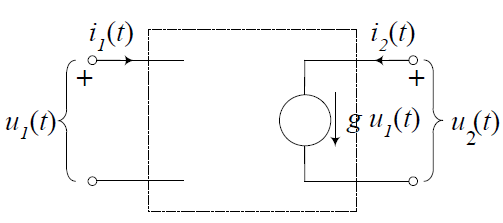 i₁(t) i₂(t)
+ +
u₁(t) g u₁(t) u₂(t)